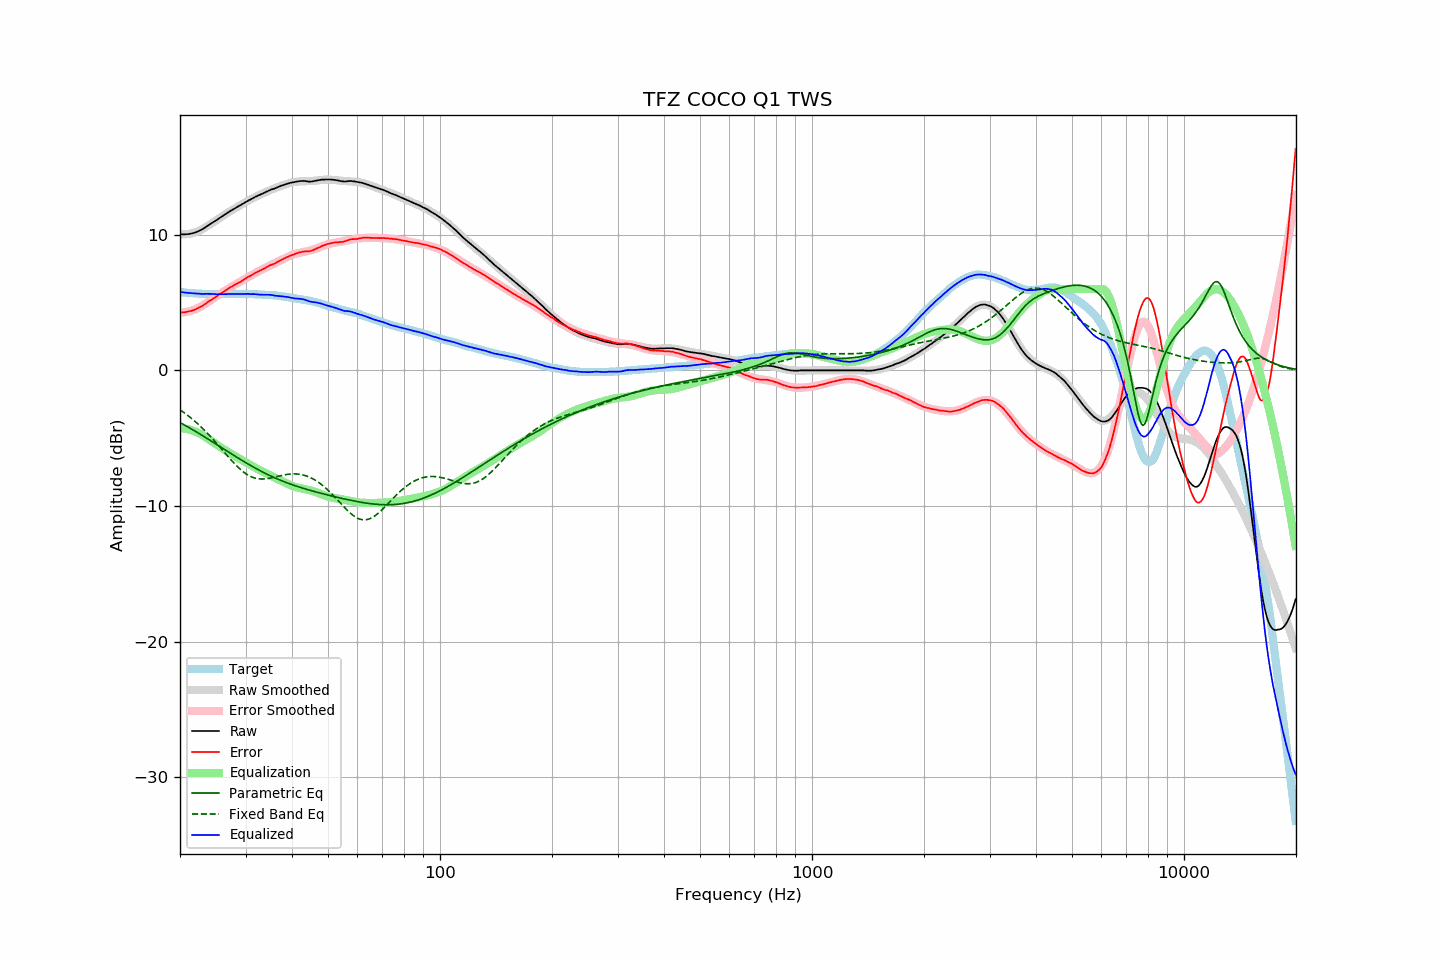 TFZ COCO Q1 TWS
Amplitude (dBr)
10
0
−10
−20
−30
Target
Raw Smoothed
Error Smoothed
Raw
Error
Equalization
Parametric Eq
Fixed Band Eq
Equalized
100
1000
10000
Frequency (Hz)